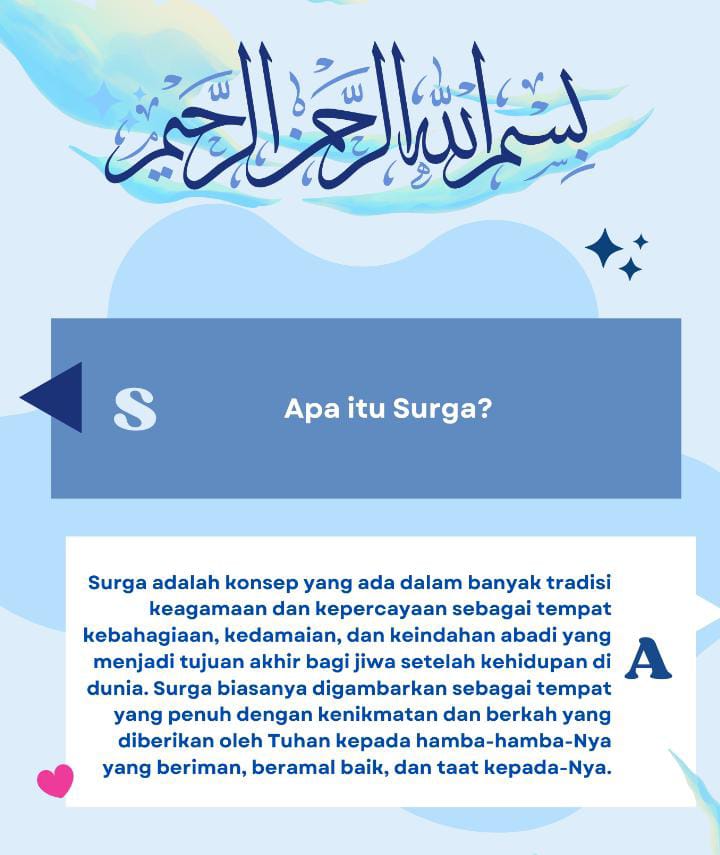 بسم الله الرحمن الرحيم
S
Apa itu Surga?
Surga adalah konsep yang ada dalam banyak tradisi
keagamaan dan kepercayaan sebagai tempat
kebahagiaan, kedamaian, dan keindahan abadi yang
menjadi tujuan akhir bagi jiwa setelah kehidupan di
dunia. Surga biasanya digambarkan sebagai tempat
yang penuh dengan kenikmatan dan berkah yang
diberikan oleh Tuhan kepada hamba-hamba-Nya
yang beriman, beramal baik, dan taat kepada-Nya.
A